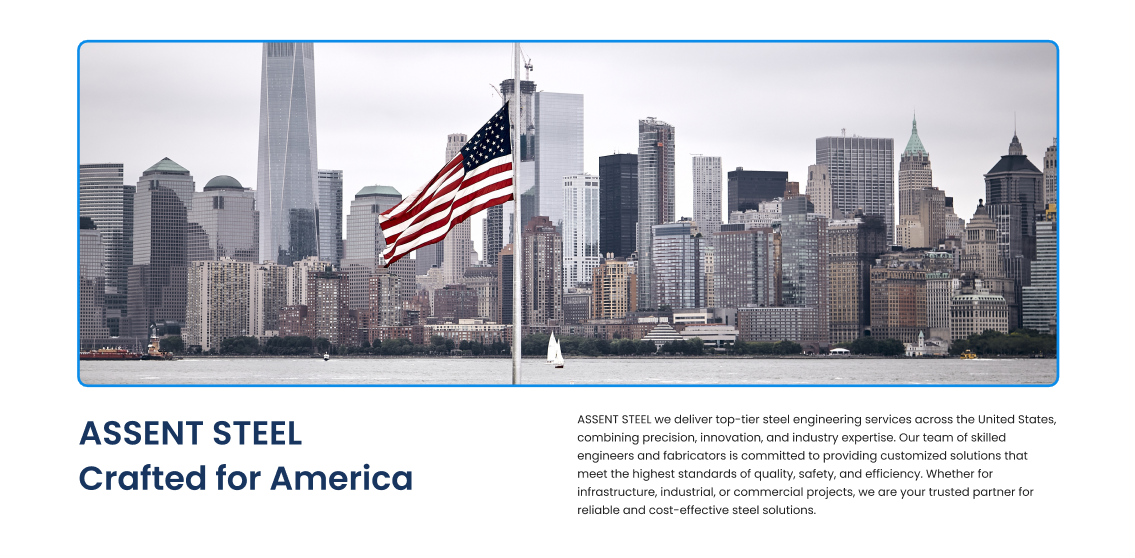 ASSENT STEEL
Crafted for America
ASSENT STEEL we deliver top-tier steel engineering services across the United States,
combining precision, innovation, and industry expertise. Our team of skilled
engineers and fabricators is committed to providing customized solutions that
meet the highest standards of quality, safety, and efficiency. Whether for
infrastructure, industrial, or commercial projects, we are your trusted partner for
reliable and cost-effective steel solutions.